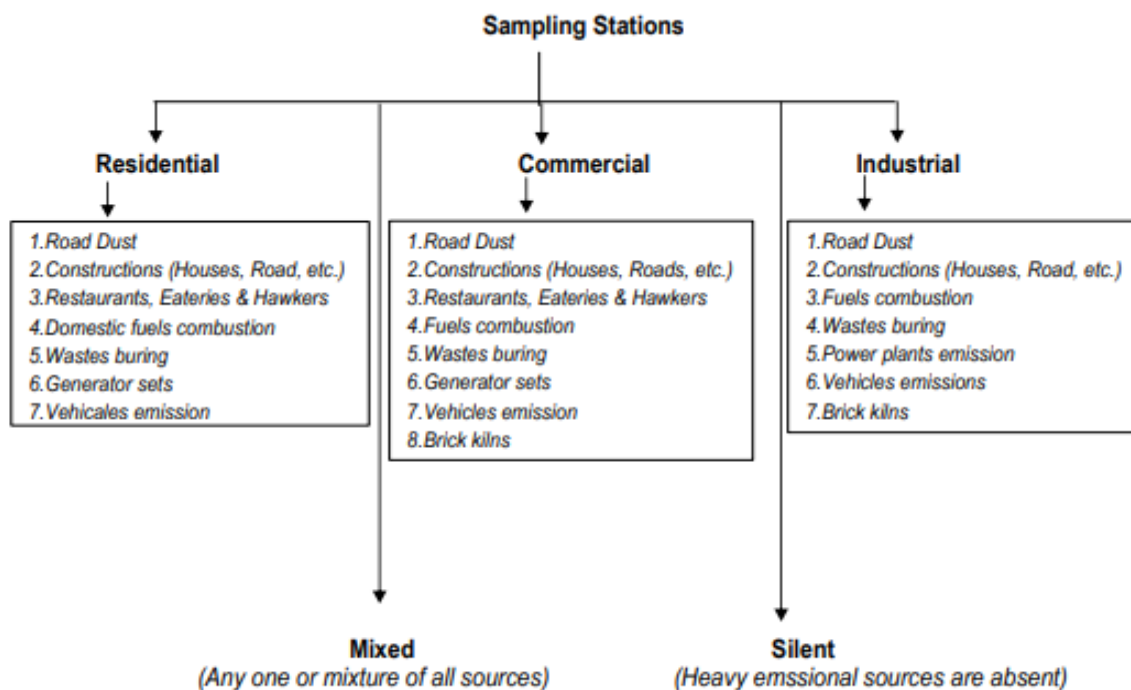 Sampling Stations
Residential
1.Road Dust
2.Constructions (Houses, Road, etc.)
3.Restaurants, Eateries & Hawkers
4.Domestic fuels combustion
5.Wastes buring
6.Generator sets
7.Vehicales emission
Commercial
1.Road Dust
2.Constructions (Houses, Roads, etc.)
3.Restaurants, Eateries & Hawkers
4.Fuels combustion
5.Wastes buring
6.Generator sets
7.Vehicles emission
8.Brick kilns
Industrial
1.Road Dust
2.Constructions (Houses, Road, etc.)
3.Fuels combustion
4.Wastes buring
5.Power plants emission
6.Vehicles emissions
7.Brick kilns
Mixed
(Any one or mixture of all sources)
Silent
(Heavy emssional sources are absent)